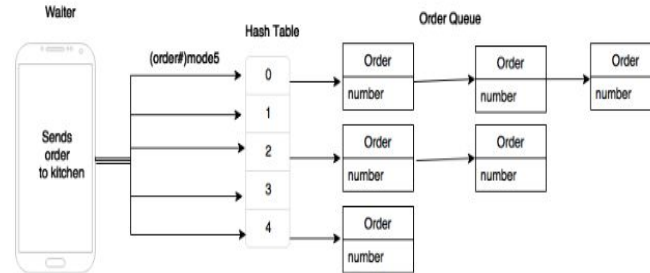 Waiter
Hash Table
Order Queue
(order#)mode5
Sends
order
to kitchen
0
1
2
3
4
Order
number
Order
number
Order
number
Order
number
Order
number
Order
number